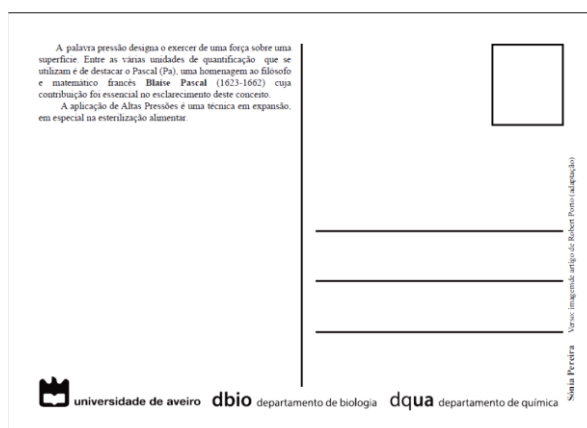 A palavra pressão designa o exercer de uma força sobre uma
superfície. Entre as várias unidades de quantificação que se
utilizam é de destacar o Pascal (Pa), uma homenagem ao filósofo
e matemático francês Blaise Pascal (1623-1662) cuja
contribuição foi essencial no esclarecimento deste conceito.
A aplicação de Altas Pressões é uma técnica em expansão,
em especial na esterilização alimentar.
Sónia Pereira Verso: imagem de artigo de Robert Porto (adaptação)
universidade de aveiro dbio departamento de biologia dqua departamento de química